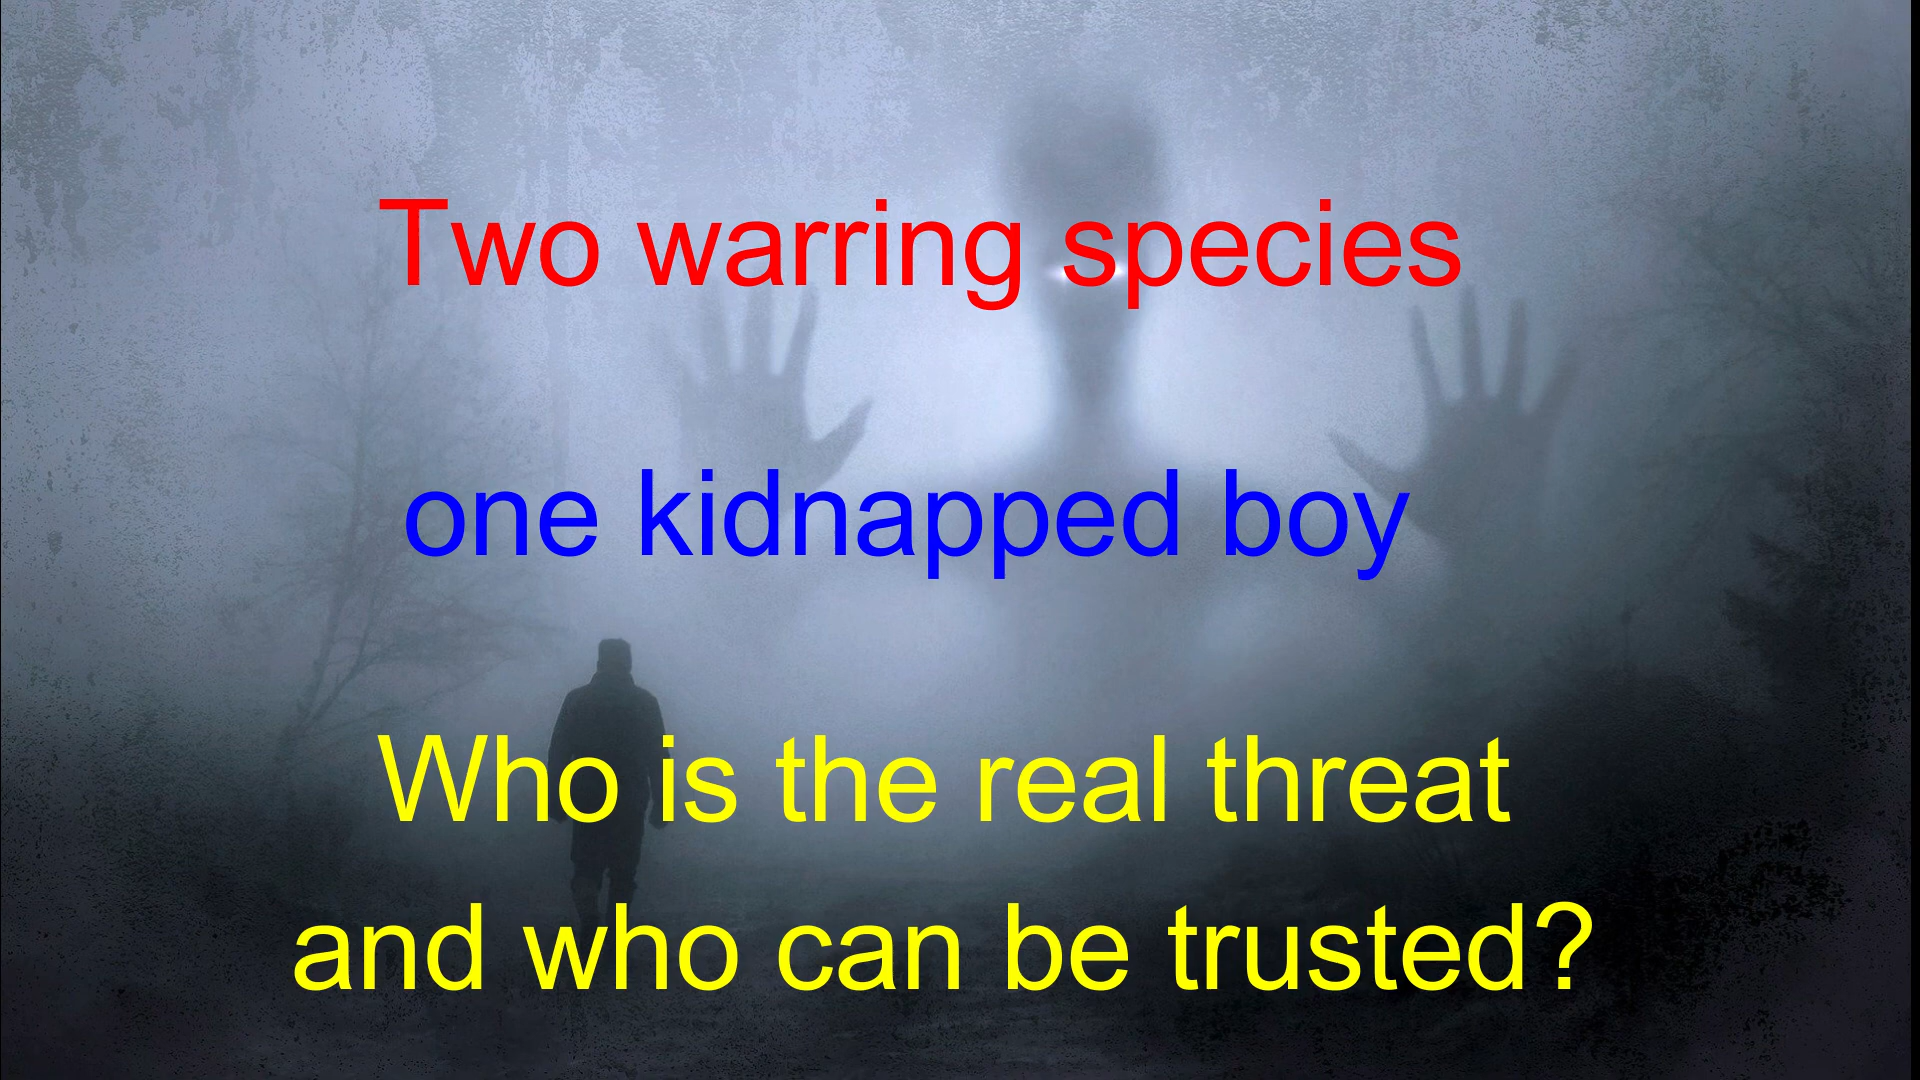 Two warring species
one kidnapped boy
Who is the real threat
and who can be trusted?